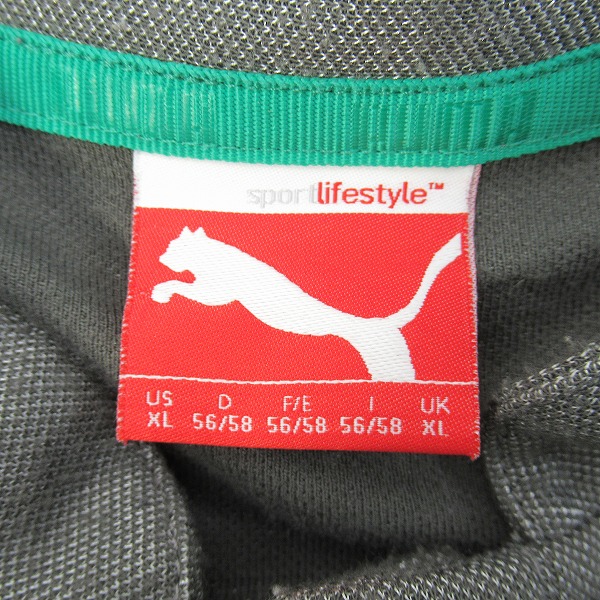 sportlifestyle™
US D F/E I UK
XL 56/58 56/58 56/58 XL